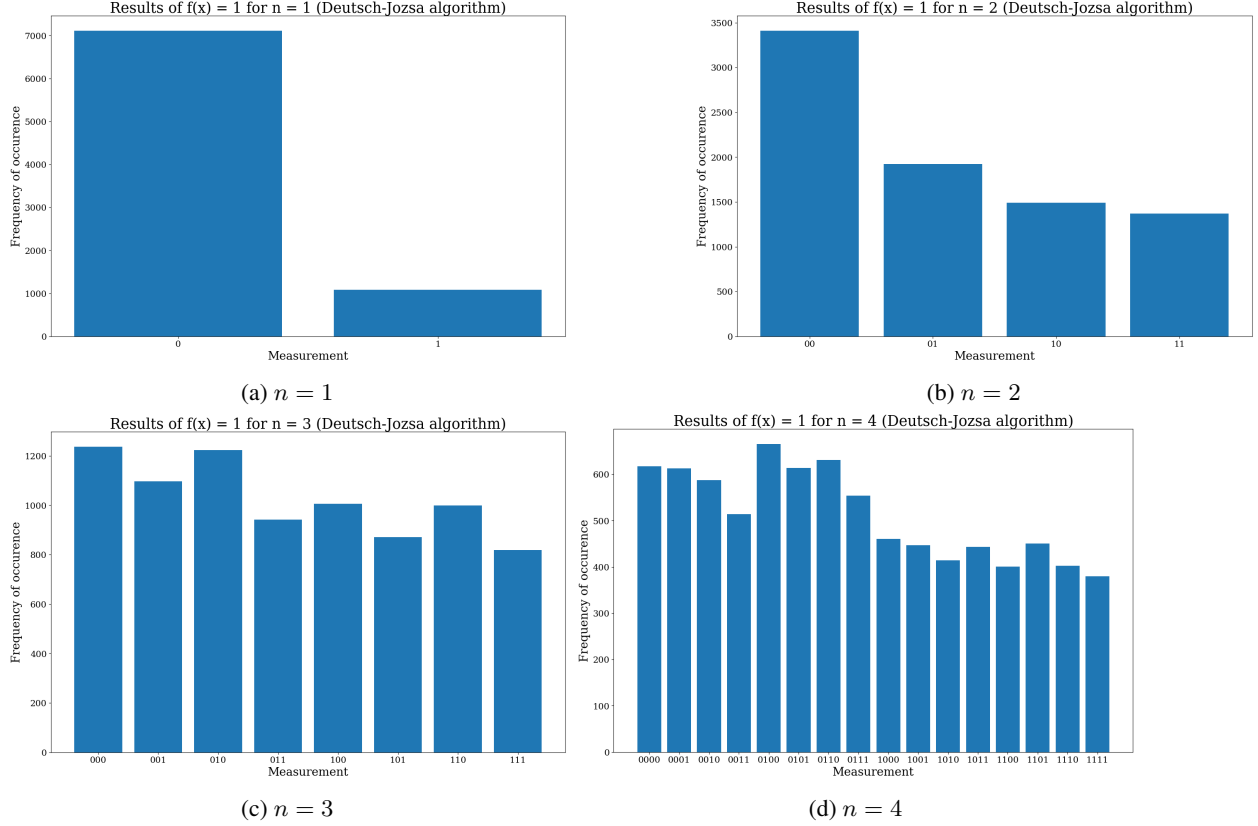 Results of f(x) = 1 for n = 1 (Deutsch-Jozsa algorithm)
7000
6000
5000
4000
3000
2000
1000
0
Frequency of occurence
0 1
Measurement
(a) n = 1
Results of f(x) = 1 for n = 2 (Deutsch-Jozsa algorithm)
3500
3000
2500
2000
1500
1000
500
0
Frequency of occurence
00 01 10 11
Measurement
(b) n = 2
Results of f(x) = 1 for n = 3 (Deutsch-Jozsa algorithm)
1200
1000
800
600
400
200
0
Frequency of occurence
000 001 010 011 100 101 110 111
Measurement
(c) n = 3
Results of f(x) = 1 for n = 4 (Deutsch-Jozsa algorithm)
600
500
400
300
200
100
0
Frequency of occurence
0000 0001 0010 0011 0100 0101 0110 0111 1000 1001 1010 1011 1100 1101 1110 1111
Measurement
(d) n = 4